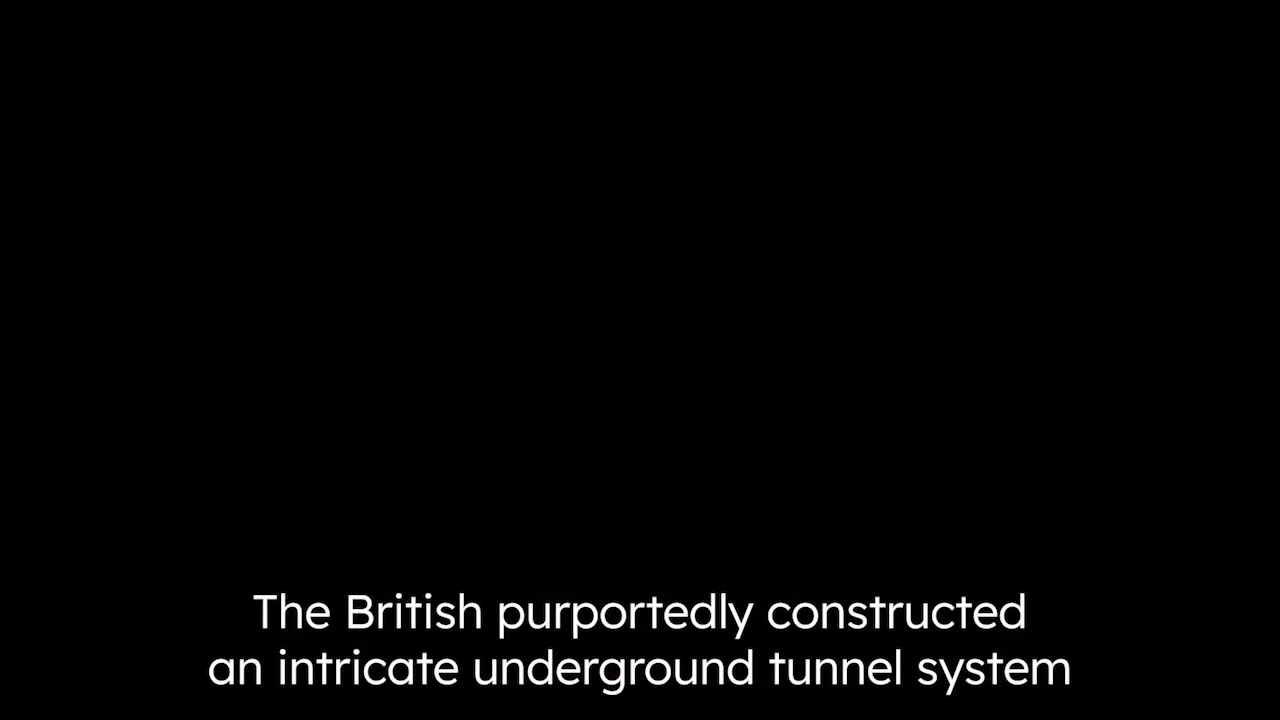 The British purportedly constructed
an intricate underground tunnel system